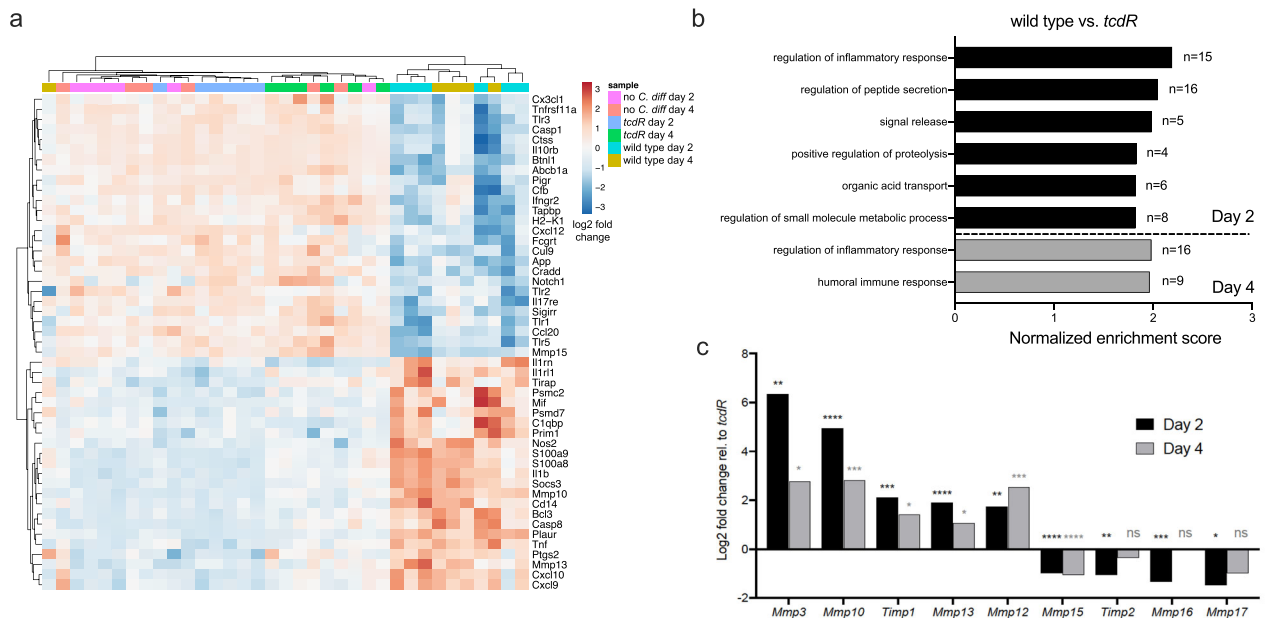 a
sample
no C. diff day 2
no C. diff day 4
tcdR day 2
tcdR day 4
wild type day 2
wild type day 4
3
2
1
0
−1
−2
−3
log2 fold
change
Cx3cl1
Tnfrsf11a
Tlr3
Casp1
Ctss
Il10rb
Btnl1
Abcb1a
Pigr
Cfb
Ifngr2
Tapbp
H2−K1
Cxcl12
Fcgrt
Cul9
App
Cradd
Notch1
Tlr2
Il17re
Sigirr
Tlr1
Ccl20
Tlr5
Mmp15
Il1rn
Il1rl1
Tirap
Psmc2
Mif
Psmd7
C1qbp
Prim1
Nos2
S100a9
S100a8
Il1b
Socs3
Mmp10
Cd14
Bcl3
Casp8
Plaur
Tnf
Ptgs2
Mmp13
Cxcl10
Cxcl9
b
wild type vs. tcdR
regulation of inflammatory response n=15
regulation of peptide secretion n=16
signal release n=5
positive regulation of proteolysis n=4
organic acid transport n=6
regulation of small molecule metabolic process n=8 Day 2
regulation of inflammatory response n=16
humoral immune response n=9 Day 4
0 1 2 3
Normalized enrichment score
c
Log2 fold change rel. to tcdR
8
6
4
2
0
-2
Day 2
Day 4
** * **** *** *** * **** * ** *** **** **** ** ns *** ns * ns
Mmp3 Mmp10 Timp1 Mmp13 Mmp12 Mmp15 Timp2 Mmp16 Mmp17